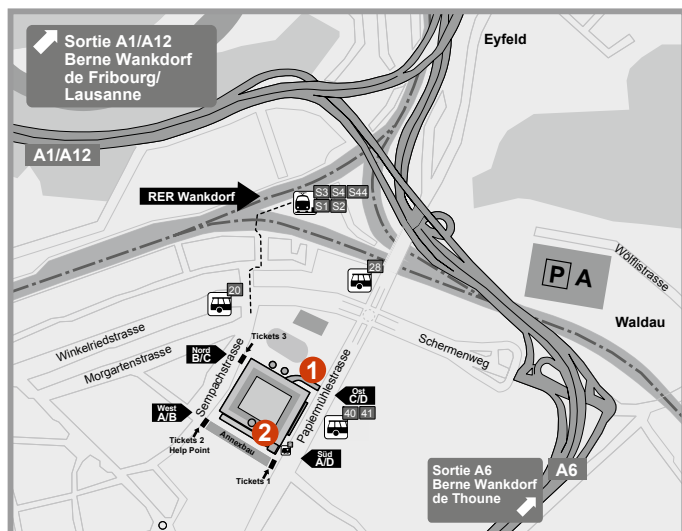 Sortie A1/A12
Berne Wankdorf
de Fribourg/
Lausanne
Eyfeld
A1/A12
RER Wankdorf
S3 S4 S44
S1 S2
28
20
P A
Wölflistrasse
Waldau
Winkelriedstrasse
Morgartenstrasse
Sempachstrasse
Papiermühlestrasse
Schermenweg
Tickets 3
Nord
B/C
1
Ost
C/D
West
A/B
40 41
2
Tickets 2
Help Point
Annexbau
Süd
A/D
Tickets 1
Sortie A6
Berne Wankdorf
de Thoune
A6